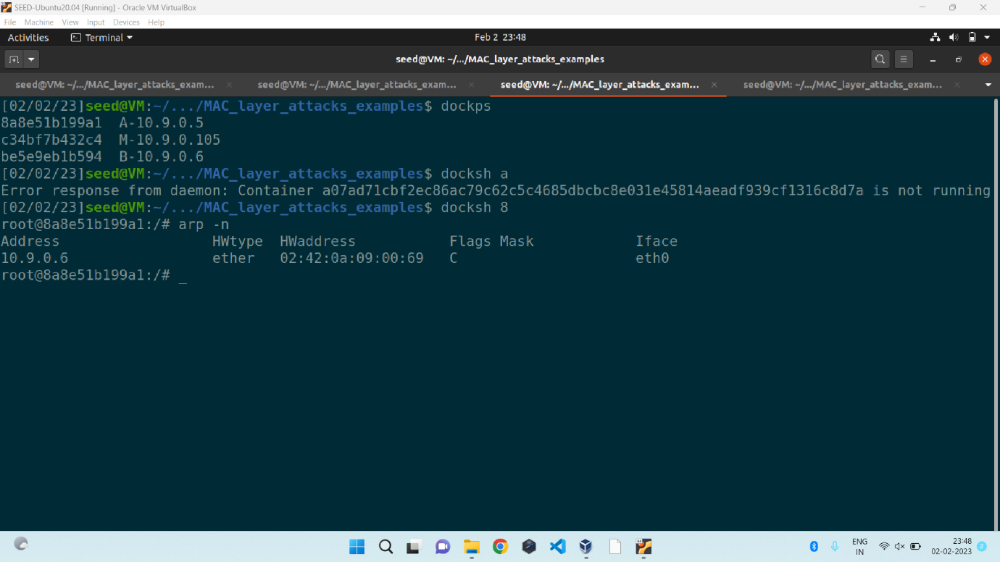 SEED-Ubuntu20.04 [Running] - Oracle VM VirtualBox
File Machine View Input Devices Help
Activities Terminal Feb 2 23:48
seed@VM: ~/.../MAC_layer_attacks_examples
seed@VM: ~/.../MAC_layer_attacks_exam... seed@VM: ~/.../MAC_layer_attacks_exam... seed@VM: ~/.../MAC_layer_attacks_exam... seed@VM: ~/.../MAC_layer_attacks_exam...
[02/02/23]seed@VM:~/.../MAC_layer_attacks_examples$ dockps
8a8e51b199a1  A-10.9.0.5
c34bf7b432c4  M-10.9.0.105
be5e9eb1b594  B-10.9.0.6
[02/02/23]seed@VM:~/.../MAC_layer_attacks_examples$ docksh a
Error response from daemon: Container a07ad71cbf2ec86ac79c62c5c4685dbcbc8e031e45814aeadf939cf1316c8d7a is not running
[02/02/23]seed@VM:~/.../MAC_layer_attacks_examples$ docksh 8
root@8a8e51b199a1:/# arp -n
Address                  HWtype  HWaddress           Flags Mask            Iface
10.9.0.6                 ether   02:42:0a:09:00:69   C                     eth0
root@8a8e51b199a1:/# _
ENG 23:48
IN 02-02-2023 2